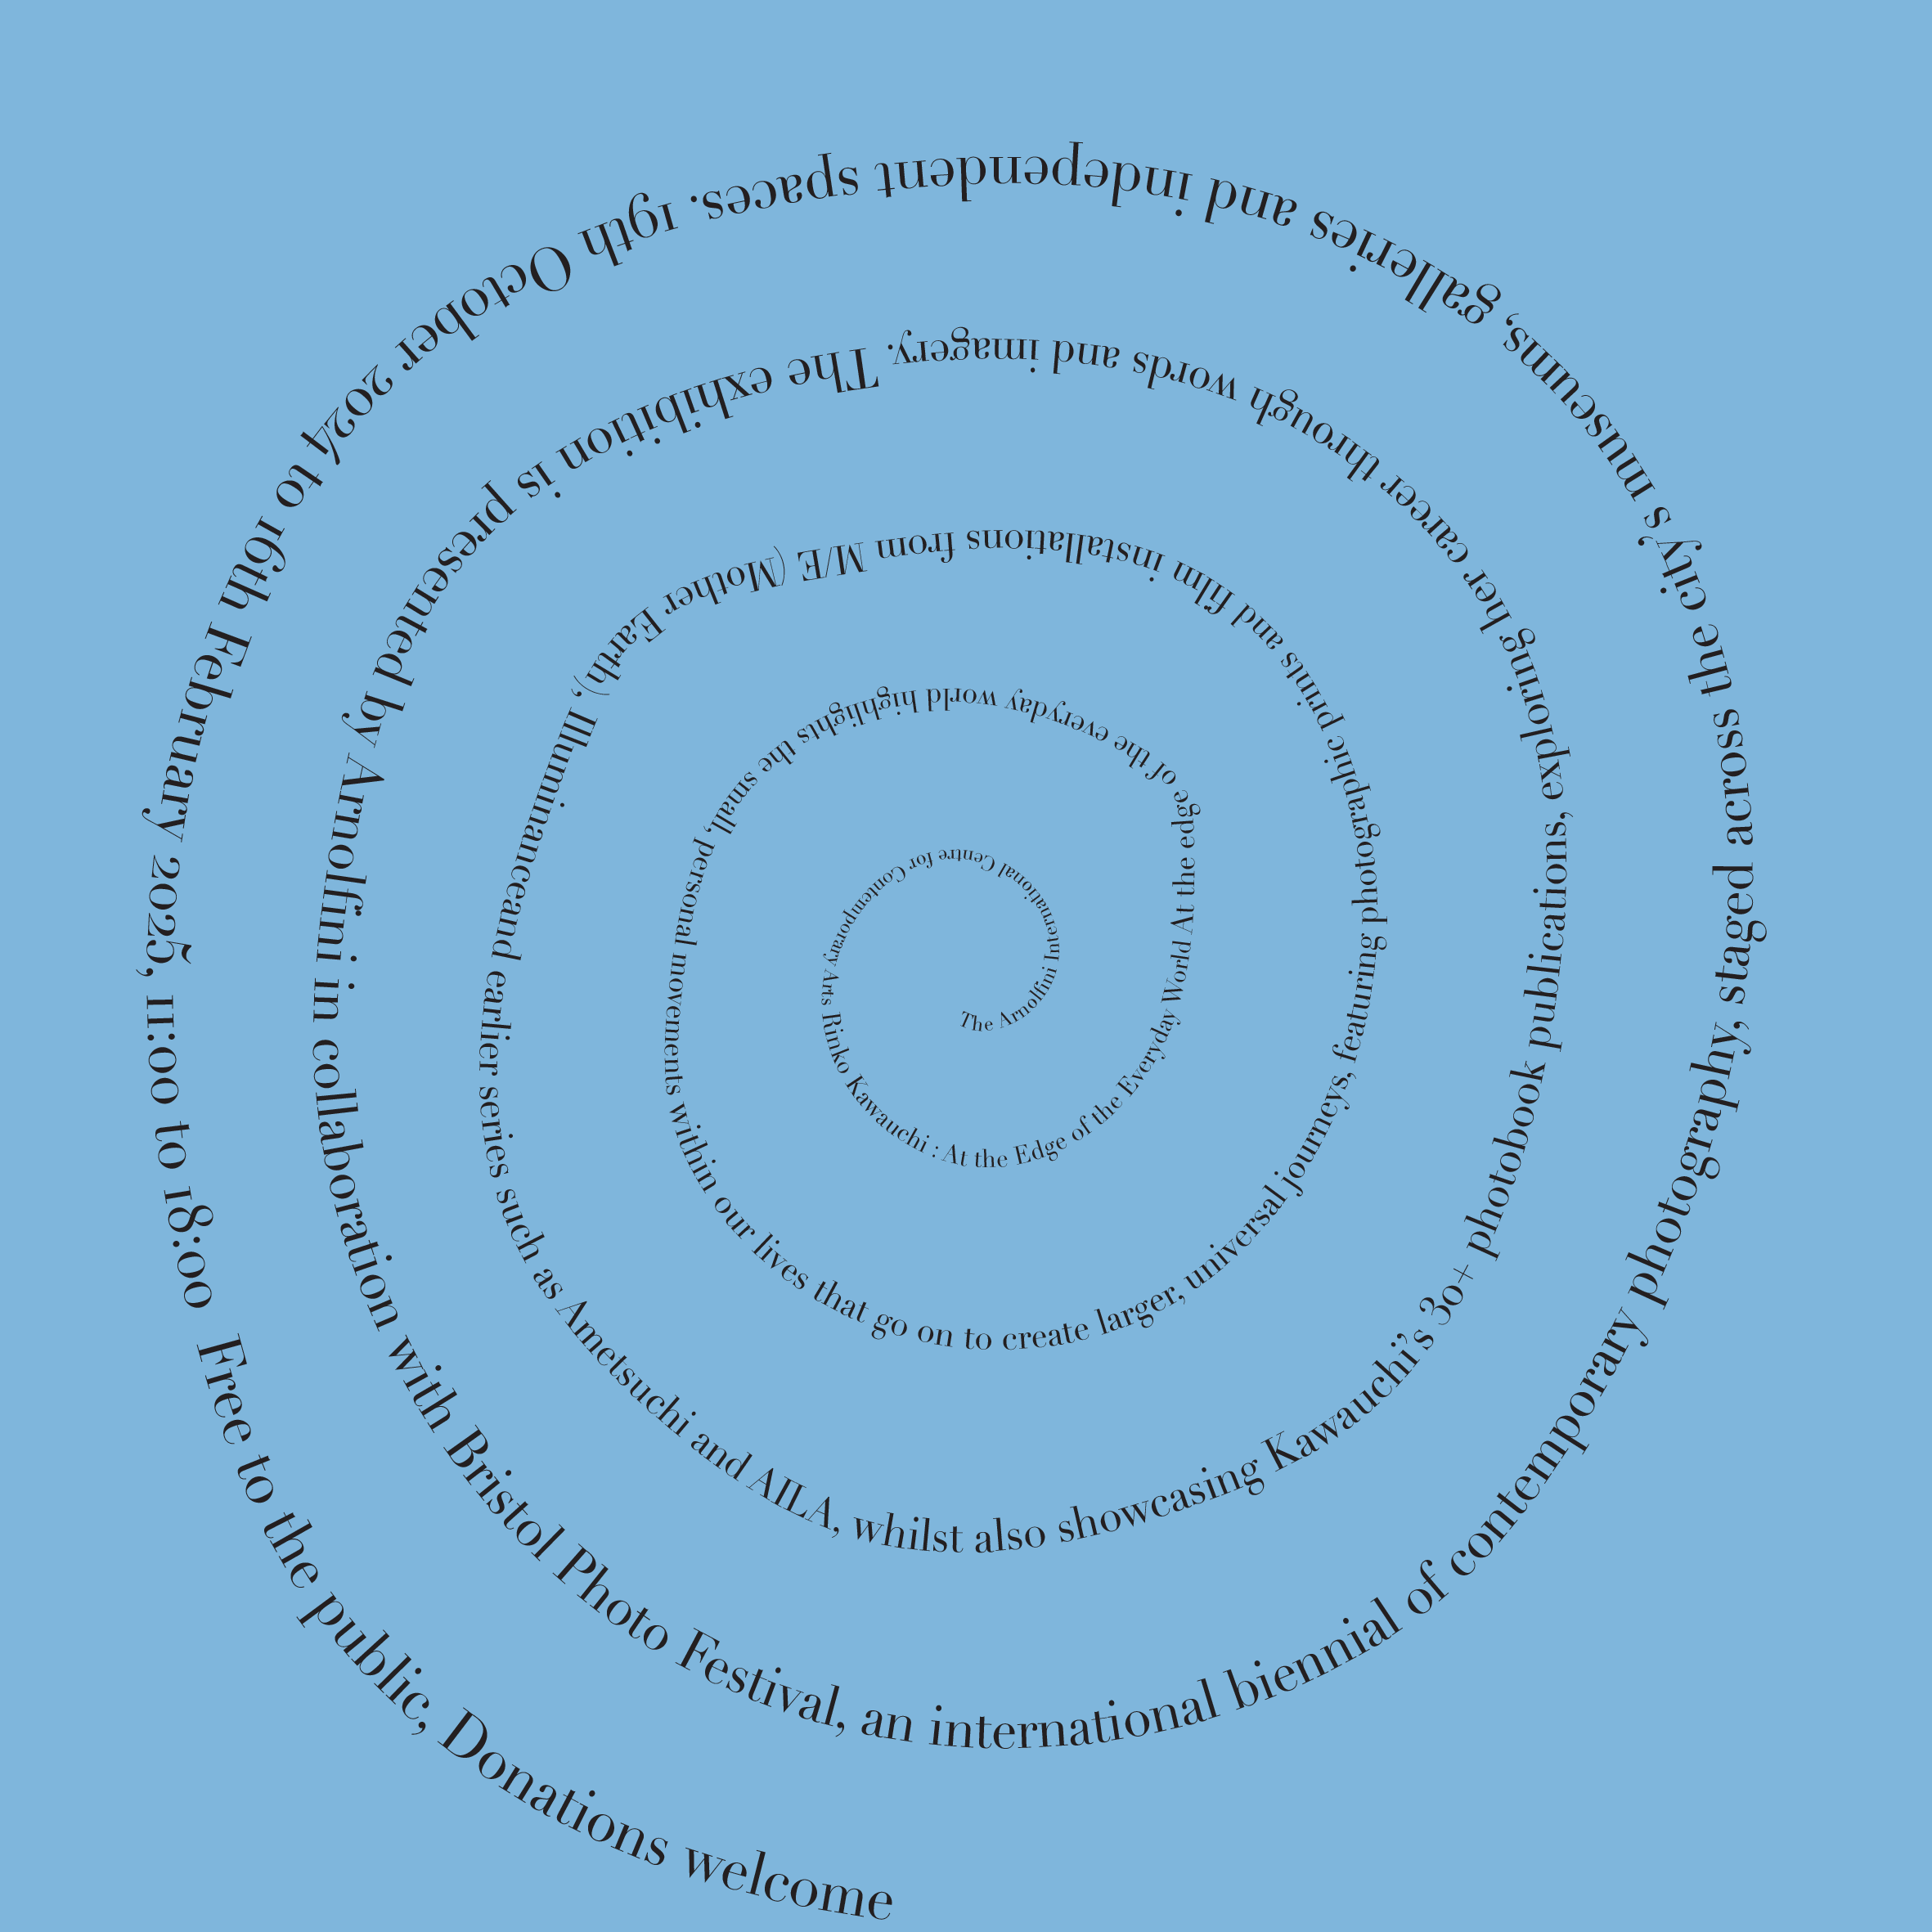 The Arnolfini International Centre for Contemporary Arts Rinko Kawauchi : At the Edge of the Everyday World At the edge of the everyday world highlights the small, personal movements within our lives that go on to create larger, universal journeys, featuring photographic prints and film installations from M/E (Mother Earth), Illuminanceand earlier series such as Ametsuchi and AILA, whilst also showcasing Kawauchi’s 30+ photobook publications, exploring her career through words and imagery. The exhibition is presented by Arnolfini in collaboration with Bristol Photo Festival, an international biennial of contemporary photography, staged across the city’s museums, galleries and independent spaces. 19th October 2024 to 16th February 2025, 11:00 to 18:00 Free to the public, Donations welcome